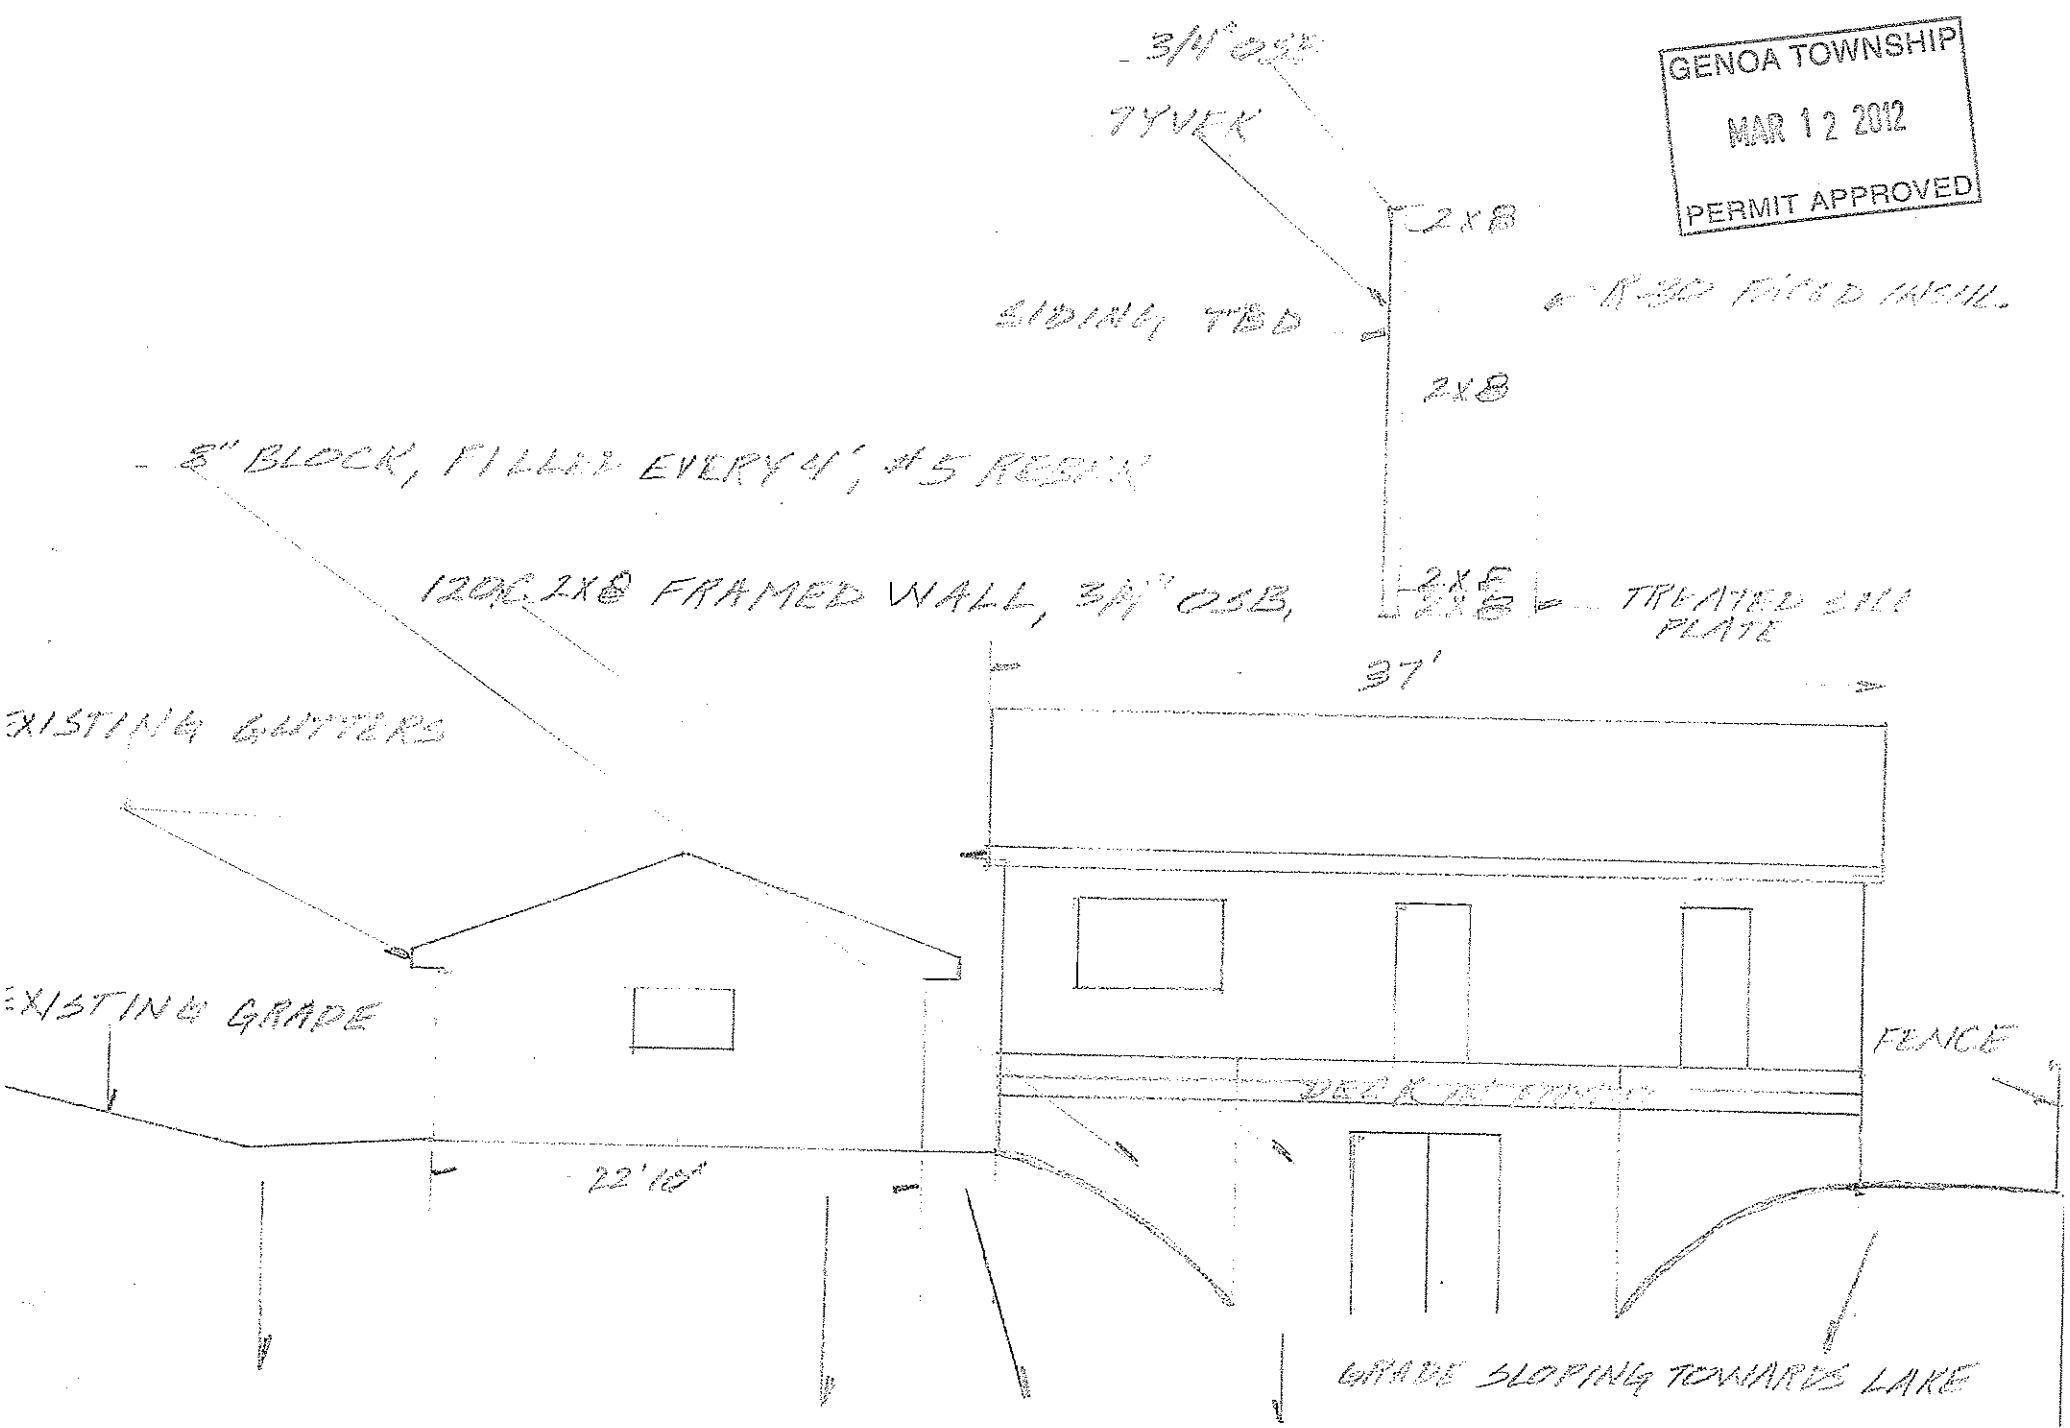 3/4" OSB
GENOA TOWNSHIP
MAR 12 2012
PERMIT APPROVED
TYVEK
2X8
R-30 INSUL.
SIDING TBD
2X8
8" BLOCK, FILLED EVERY 4', #5 REBAR
12OC 2X8 FRAMED WALL, 3/4" OSB,
2X8
2X8
TREATED SILL
PLATE
37'
EXISTING GUTTERS
EXISTING GRADE
FENCE
DECK
22'10"
GRADE SLOPING TOWARDS LAKE